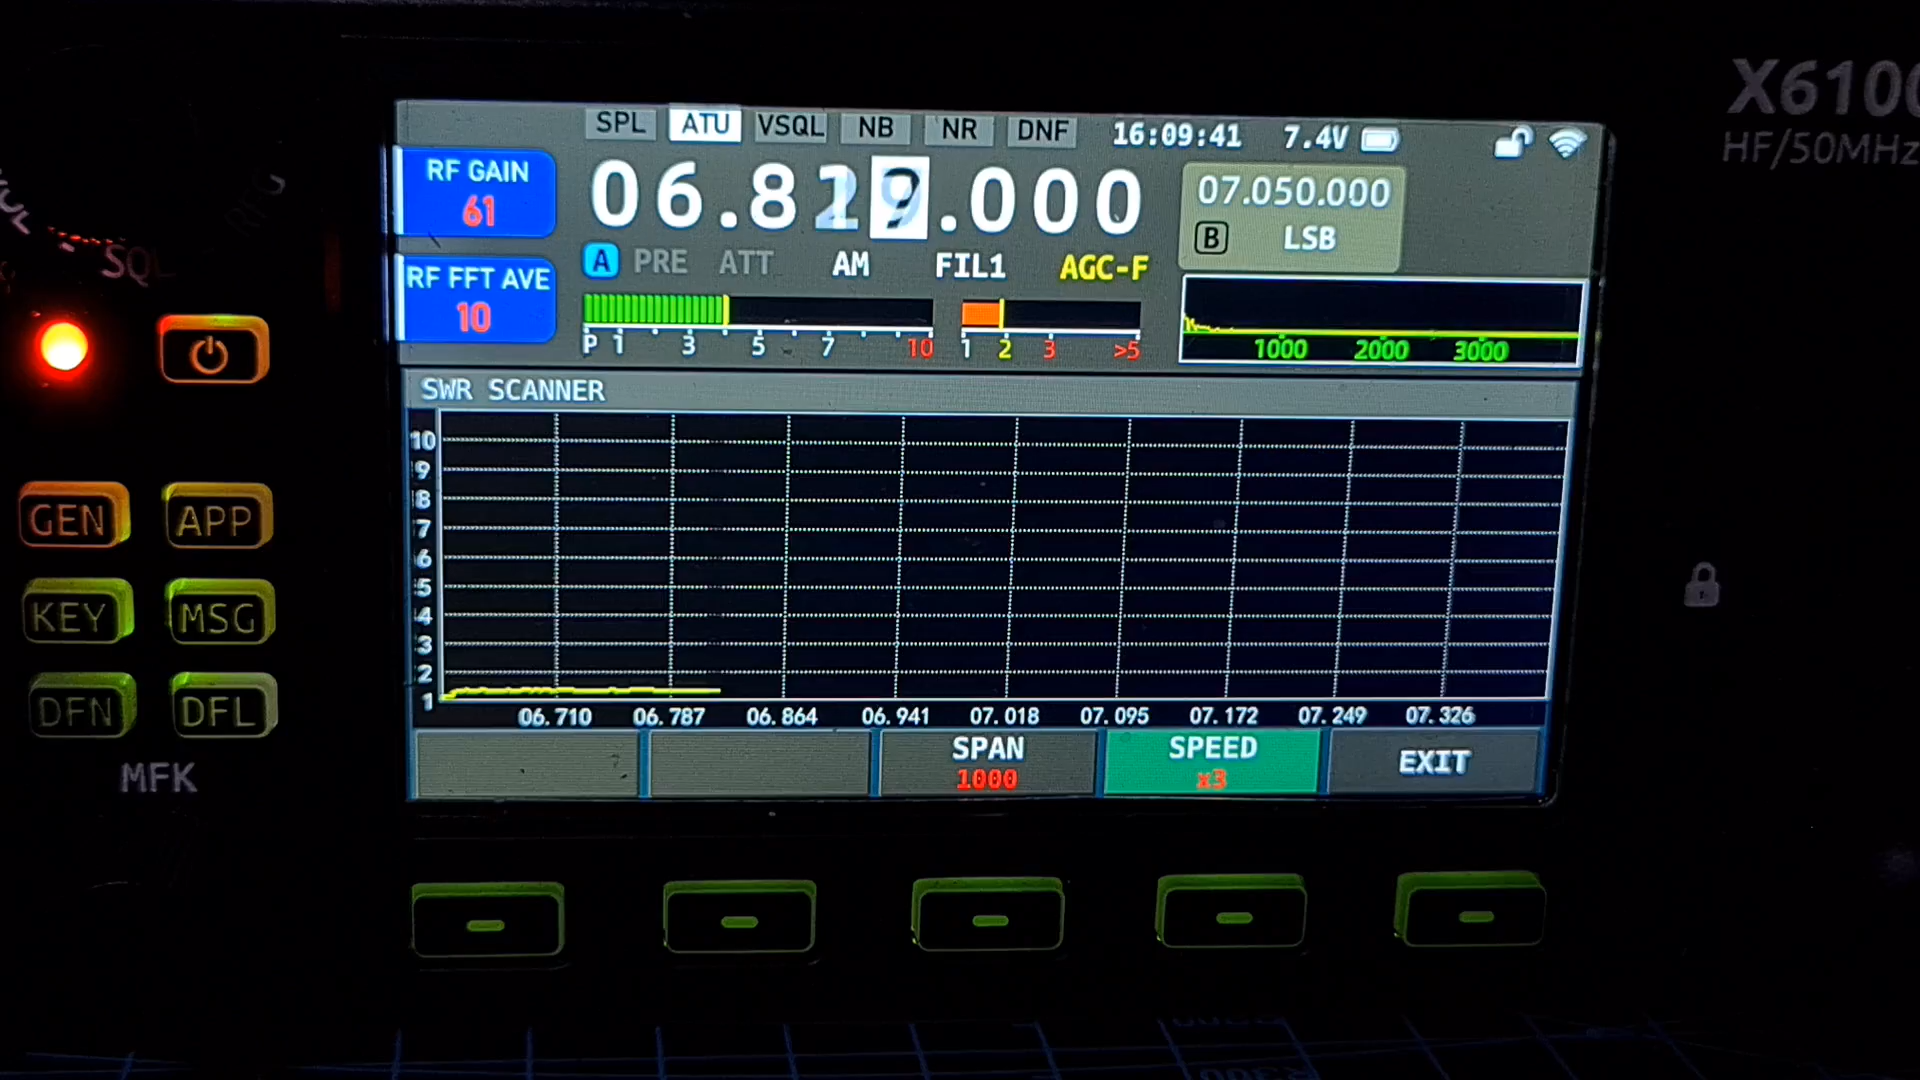 X6100
HF/50MHz
SPL ATU VSQL NB NR DNF 16:09:41 7.4V
RF GAIN
61
07.050.000
B LSB
RF FFT AVE
10
A PRE ATT AM FIL1 AGC-F
P 1 3 5 7 10
1 2 3 >5
1000 2000 3000
SQL
SWR SCANNER
10
9
8
7
6
5
4
3
2
1
06.710 06.787 06.864 06.941 07.018 07.095 07.172 07.249 07.326
SPAN
1000
SPEED
x3
EXIT
GEN APP
KEY MSG
DFN DFL
MFK